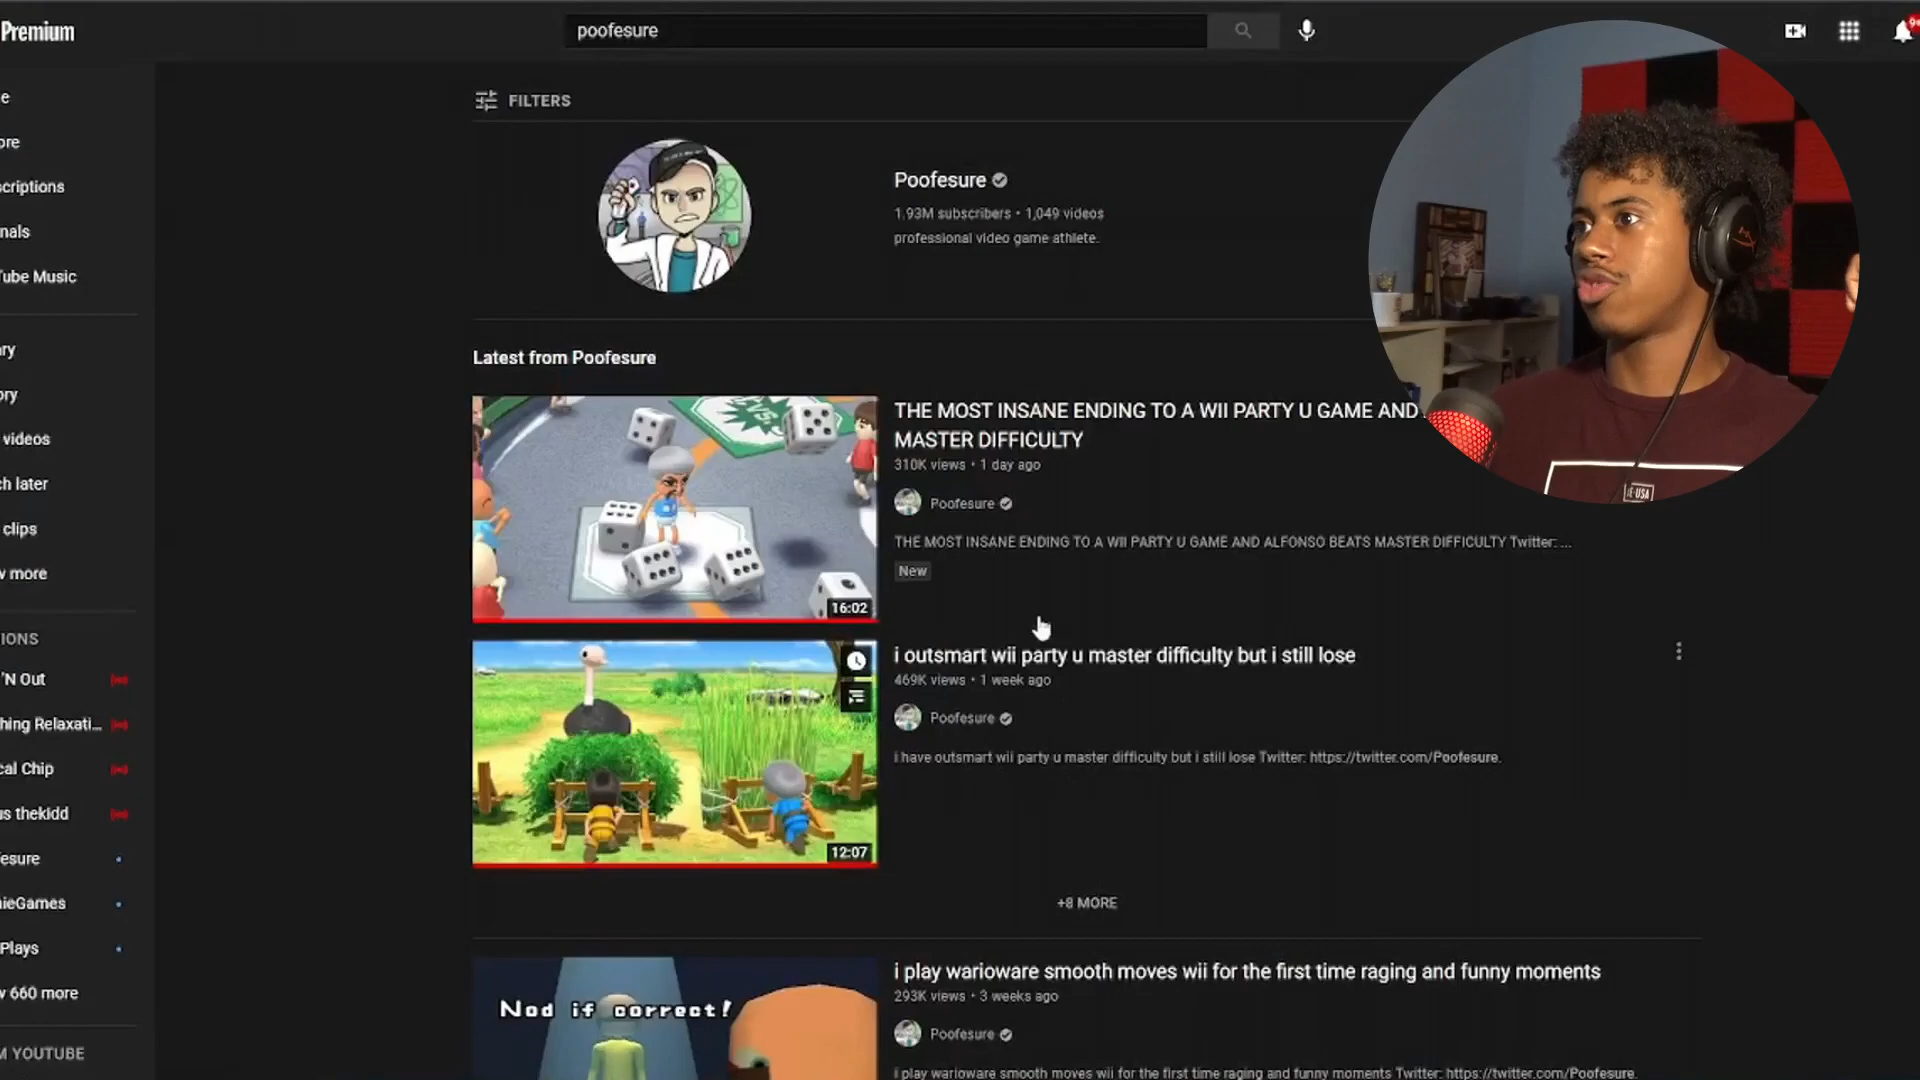 Premium
poofesure
9+
e
ore
scriptions
nals
Tube Music
ary
ory
videos
ch later
clips
w more
IONS
'N Out
hing Relaxati...
cal Chip
us thekidd
esure
nieGames
Plays
w 660 more
M YOUTUBE
FILTERS
Poofesure
1.93M subscribers • 1,049 videos
professional video game athlete.
Latest from Poofesure
THE MOST INSANE ENDING TO A WII PARTY U GAME AND
MASTER DIFFICULTY
310K views • 1 day ago
Poofesure
THE MOST INSANE ENDING TO A WII PARTY U GAME AND ALFONSO BEATS MASTER DIFFICULTY Twitter: ...
New
VS.
16:02
i outsmart wii party u master difficulty but i still lose
469K views • 1 week ago
Poofesure
i have outsmart wii party u master difficulty but i still lose Twitter: https://twitter.com/Poofesure.
12:07
+8 MORE
i play warioware smooth moves wii for the first time raging and funny moments
293K views • 3 weeks ago
Poofesure
i play warioware smooth moves wii for the first time raging and funny moments Twitter: https://twitter.com/Poofesure.
Nod if correct!